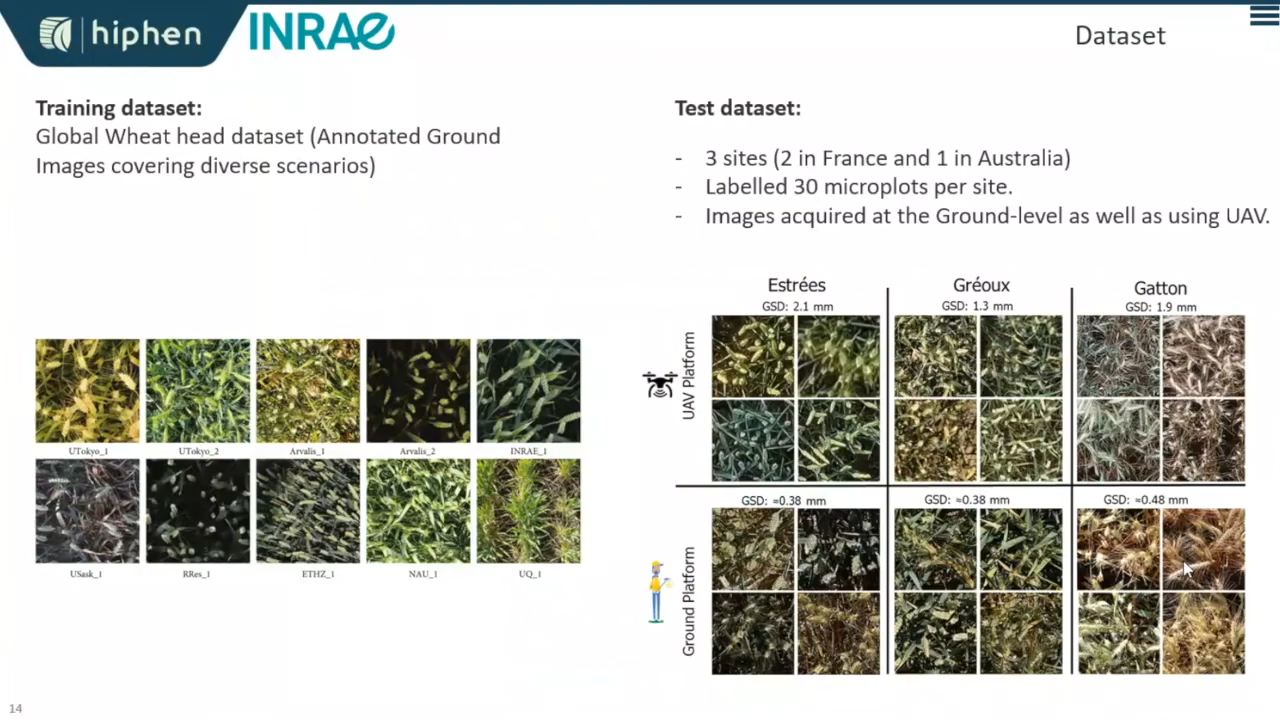 hiphen
INRAE
Dataset
Training dataset:
Global Wheat head dataset (Annotated Ground
Images covering diverse scenarios)
UTokyo_1
UTokyo_2
Arvalis_1
Arvalis_2
INRAE_1
USask_1
RRes_1
ETHZ_1
NAU_1
UQ_1
Test dataset:
- 3 sites (2 in France and 1 in Australia)
- Labelled 30 microplots per site.
- Images acquired at the Ground-level as well as using UAV.
Estrées
Gréoux
Gatton
GSD: 2.1 mm
GSD: 1.3 mm
GSD: 1.9 mm
UAV Platform
GSD: ≈0.38 mm
GSD: ≈0.38 mm
GSD: ≈0.48 mm
Ground Platform
14